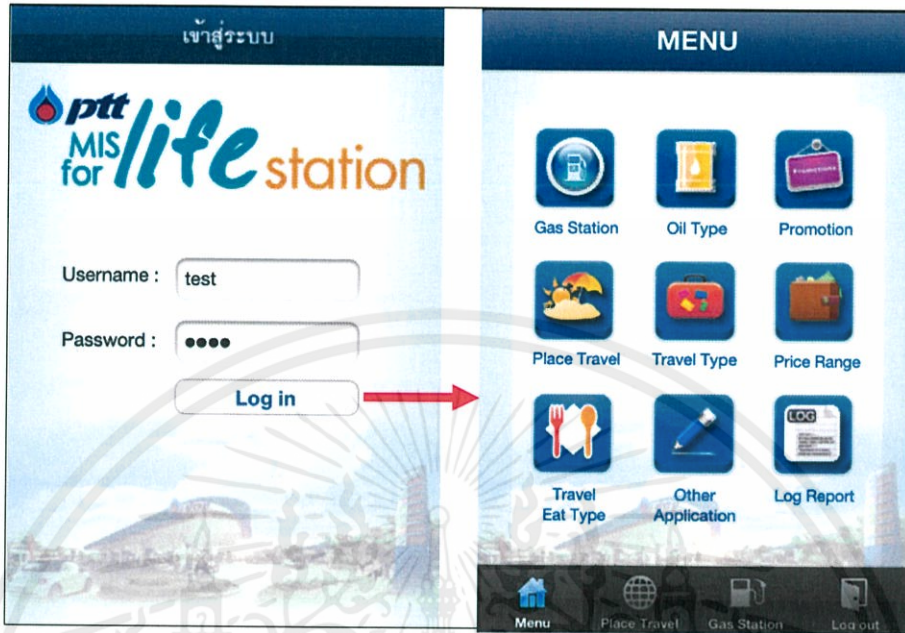 เข้าสู่ระบบ
ptt
MIS
for life station
Username : test
Password : ●●●●
Log in
MENU
Gas Station Oil Type Promotion
Promotions
Place Travel Travel Type Price Range
LOG
Travel
Eat Type
Other
Application
Log Report
Menu Place Travel Gas Station Log out